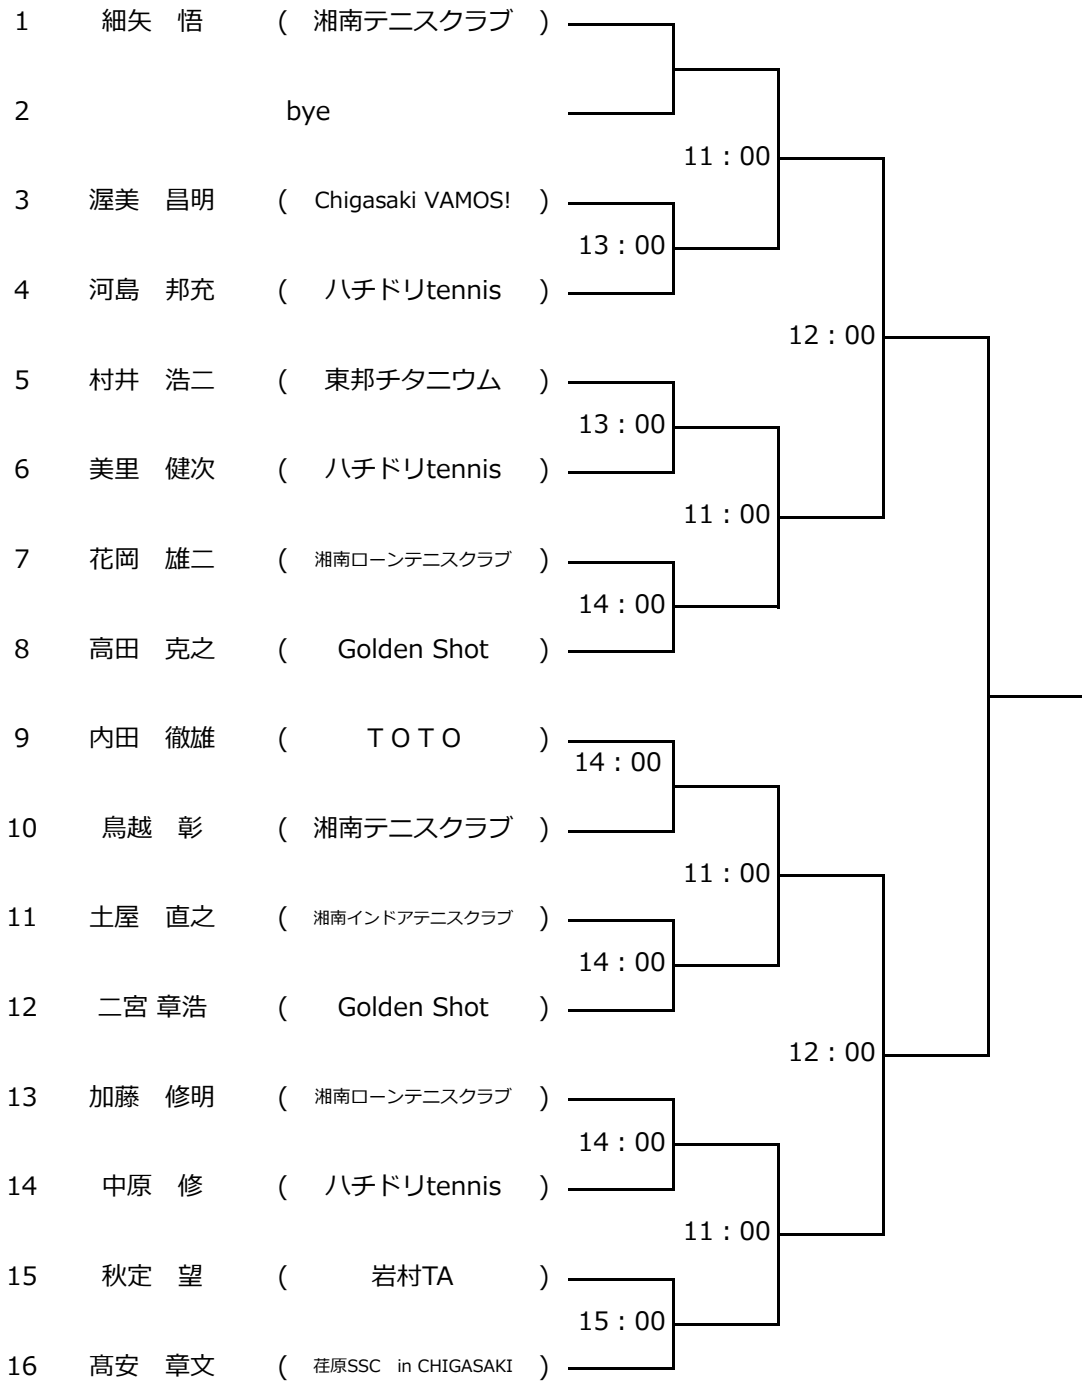 1 細矢　悟 ( 湘南テニスクラブ )
2 bye
11：00
3 渥美　昌明 ( Chigasaki VAMOS! )
13：00
4 河島　邦充 ( ハチドリtennis )
12：00
5 村井　浩二 ( 東邦チタニウム )
13：00
6 美里　健次 ( ハチドリtennis )
11：00
7 花岡　雄二 ( 湘南ローンテニスクラブ )
14：00
8 高田　克之 ( Golden Shot )
9 内田　徹雄 ( ＴＯＴＯ )
14：00
10 鳥越　彰 ( 湘南テニスクラブ )
11：00
11 土屋　直之 ( 湘南インドアテニスクラブ )
14：00
12 二宮 章浩 ( Golden Shot )
12：00
13 加藤　修明 ( 湘南ローンテニスクラブ )
14：00
14 中原　修 ( ハチドリtennis )
11：00
15 秋定　望 ( 岩村TA )
15：00
16 髙安　章文 ( 荏原SSC　in CHIGASAKI )